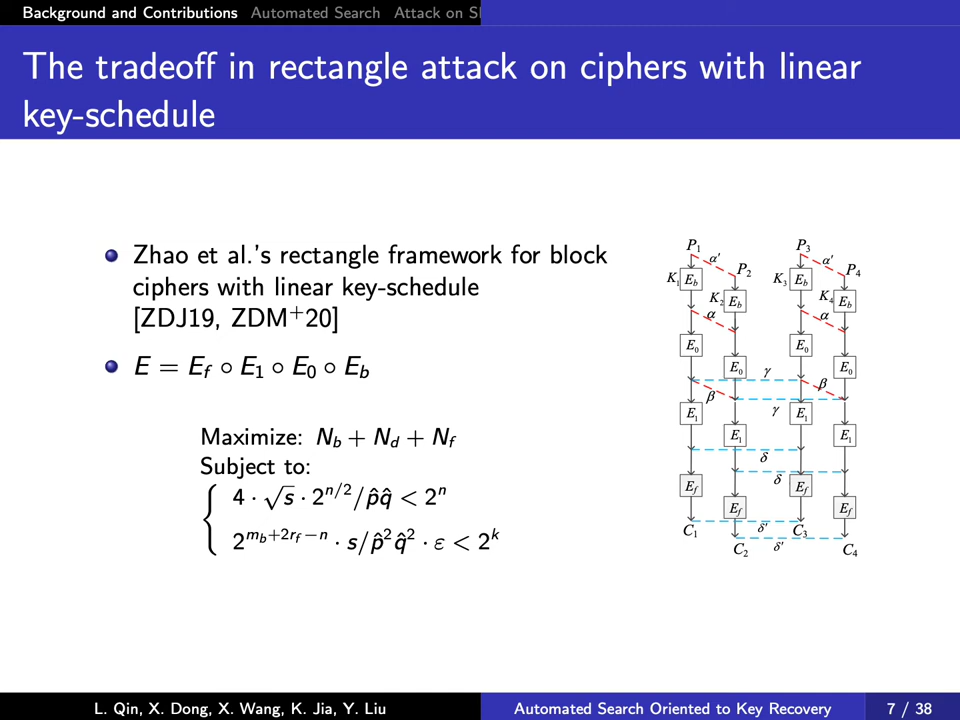 Background and Contributions Automated Search Attack on S
The tradeoff in rectangle attack on ciphers with linear
key-schedule
Zhao et al.'s rectangle framework for block
ciphers with linear key-schedule
[ZDJ19, ZDM⁺20]
E = E_f ∘ E_1 ∘ E_0 ∘ E_b
Maximize: N_b + N_d + N_f
Subject to:
4 · √s · 2^{n/2}/p̂q̂ < 2^n
2^{m_b+2r_f−n} · s/p̂²q̂² · ε < 2^k
P_1 P_3
α′ α′
P_2 P_4
K_1 E_b K_3 E_b
K_2 E_b K_4 E_b
α α
E_0 E_0
E_0 E_0
γ
β β
γ
E_1 E_1
E_1 E_1
δ
δ
E_f E_f
E_f E_f
C_1 δ′ C_3
C_2 δ′ C_4
L. Qin, X. Dong, X. Wang, K. Jia, Y. Liu Automated Search Oriented to Key Recovery 7 / 38